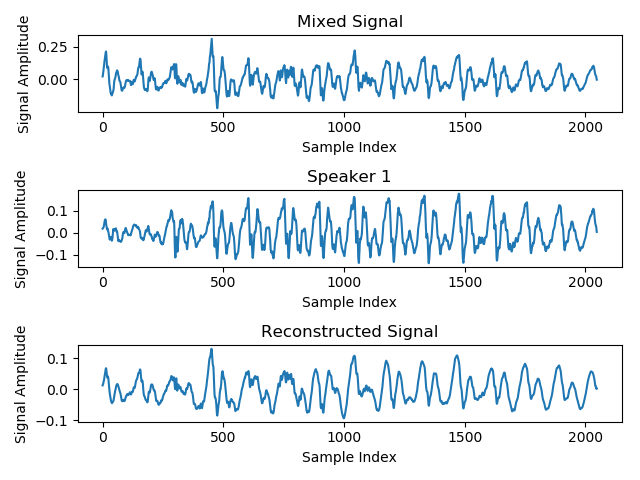 Mixed Signal
Signal Amplitude
0.25
0.00
0 500 1000 1500 2000
Sample Index
Speaker 1
Signal Amplitude
0.1
0.0
−0.1
0 500 1000 1500 2000
Sample Index
Reconstructed Signal
Signal Amplitude
0.1
0.0
−0.1
0 500 1000 1500 2000
Sample Index